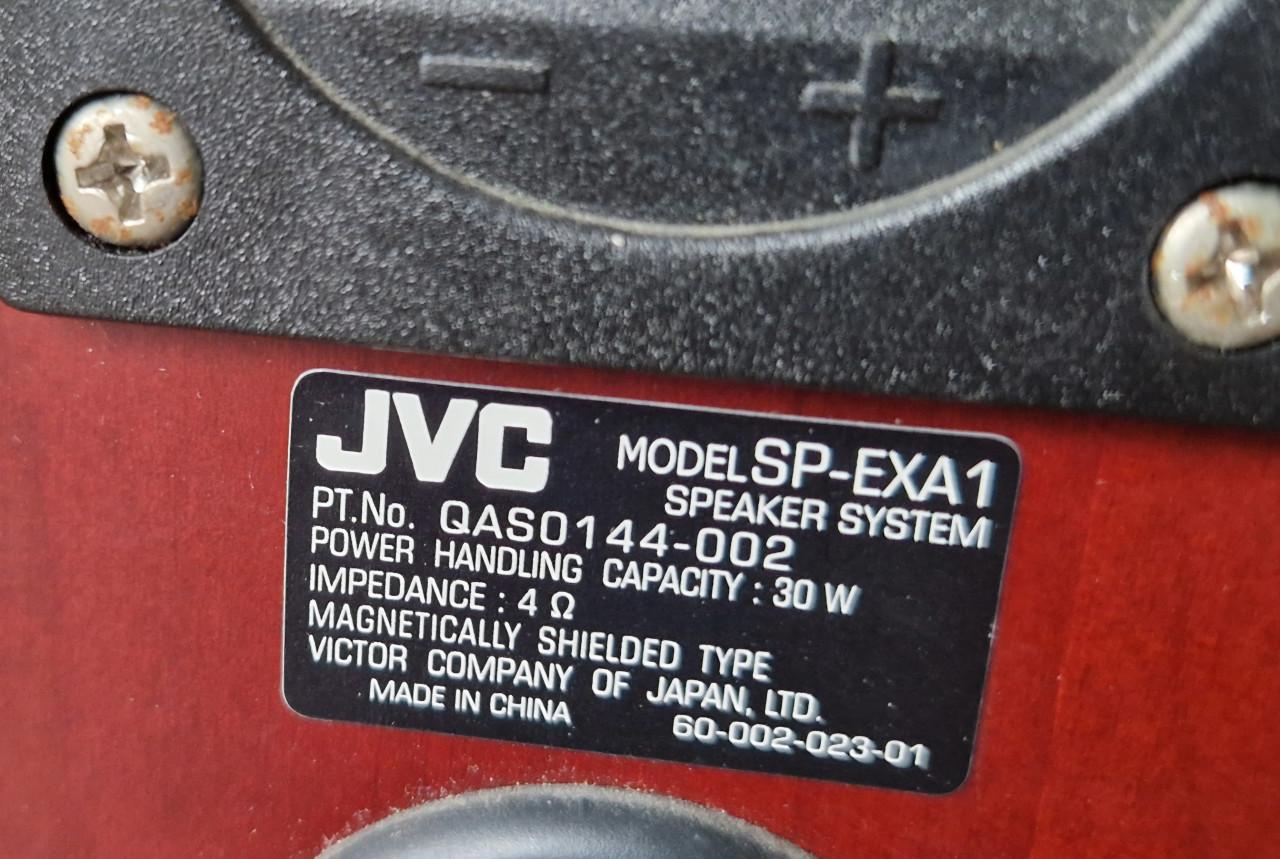 − +
JVC
MODEL SP-EXA1
SPEAKER SYSTEM
PT.No. QAS0144-002
POWER HANDLING CAPACITY : 30 W
IMPEDANCE : 4 Ω
MAGNETICALLY SHIELDED TYPE
VICTOR COMPANY OF JAPAN, LTD.
MADE IN CHINA
60-002-023-01